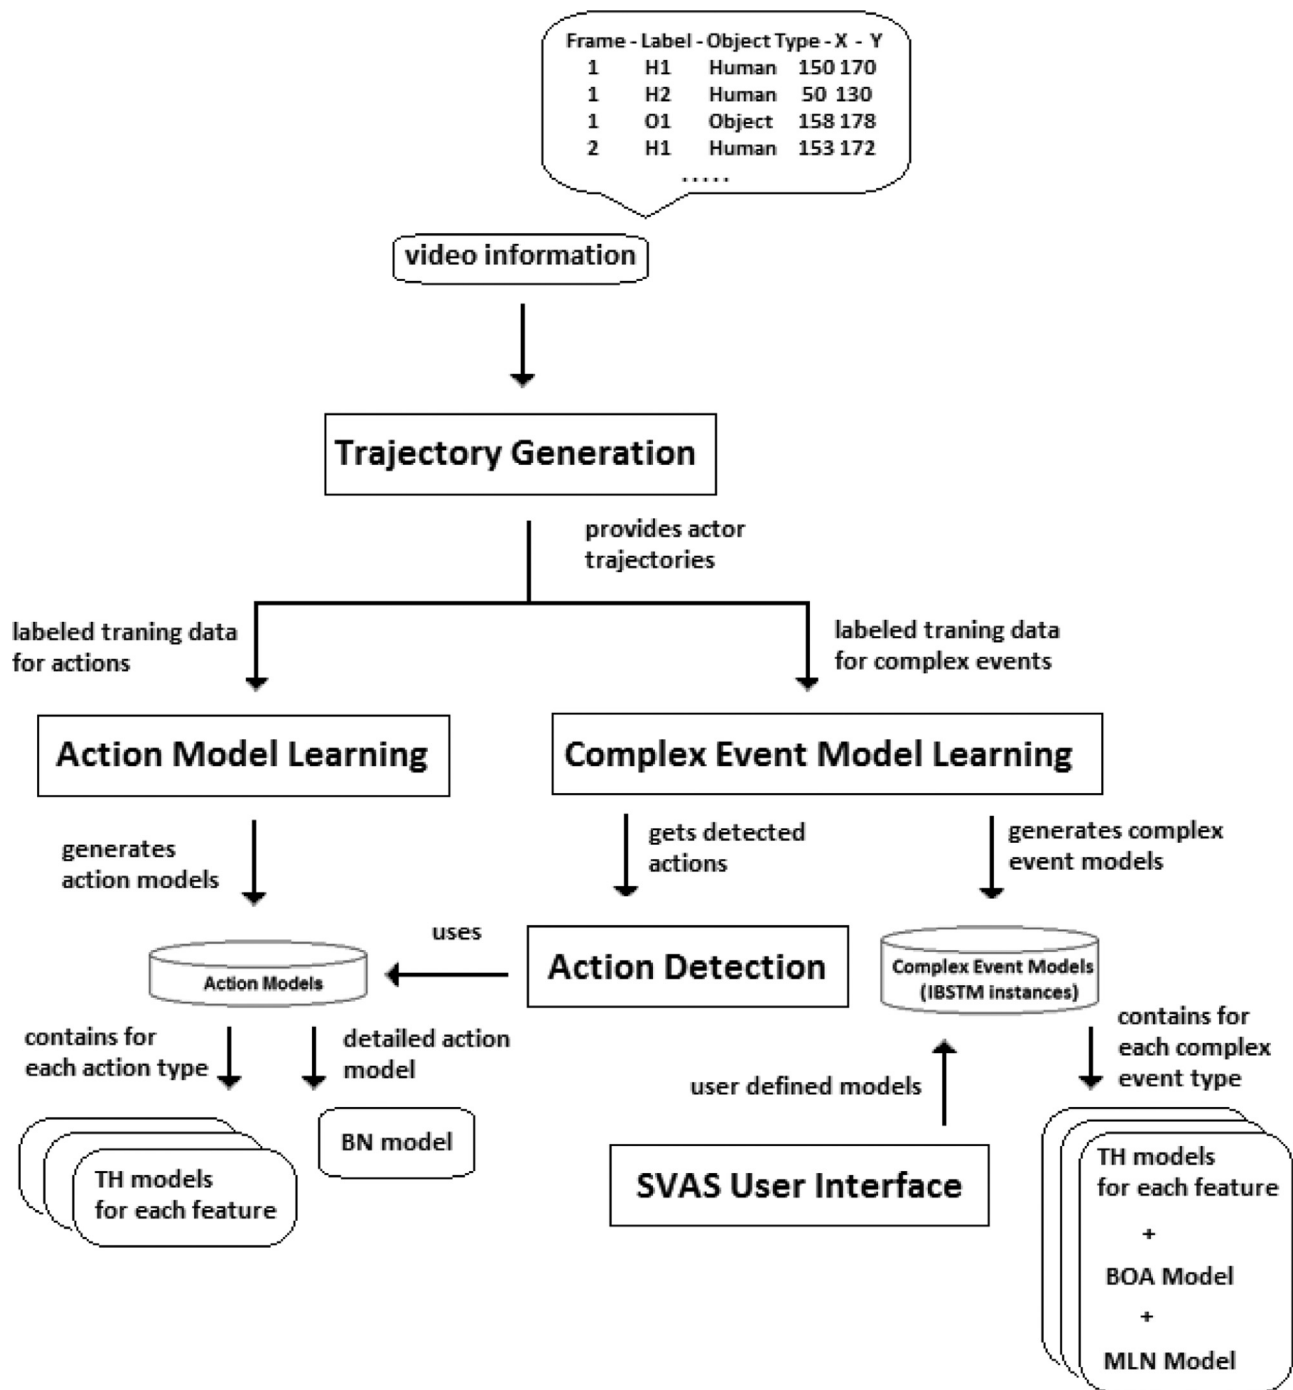 Frame - Label - Object Type - X - Y
1 H1 Human 150 170
1 H2 Human 50 130
1 O1 Object 158 178
2 H1 Human 153 172
.....
video information
Trajectory Generation
provides actor
trajectories
labeled traning data
for actions
labeled traning data
for complex events
Action Model Learning
Complex Event Model Learning
generates
action models
gets detected
actions
generates complex
event models
uses
Action Models
Action Detection
Complex Event Models
(IBSTM instances)
contains for
each action type
detailed action
model
user defined models
contains for
each complex
event type
BN model
TH models
for each feature
SVAS User Interface
TH models
for each feature
+
BOA Model
+
MLN Model